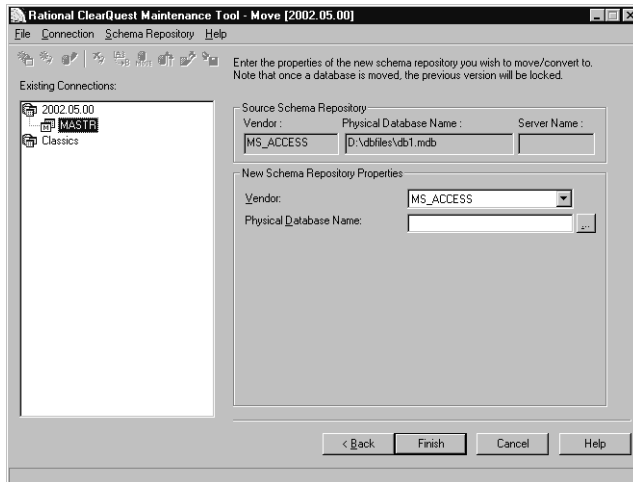 Rational ClearQuest Maintenance Tool - Move [2002.05.00]
File Connection Schema Repository Help
Enter the properties of the new schema repository you wish to move/convert to.
Note that once a database is moved, the previous version will be locked.
Existing Connections:
2002.05.00
MASTR
Classics
Source Schema Repository
Vendor : Physical Database Name : Server Name :
MS_ACCESS D:\dbfiles\db1.mdb
New Schema Repository Properties
Vendor: MS_ACCESS
Physical Database Name: ...
< Back Finish Cancel Help